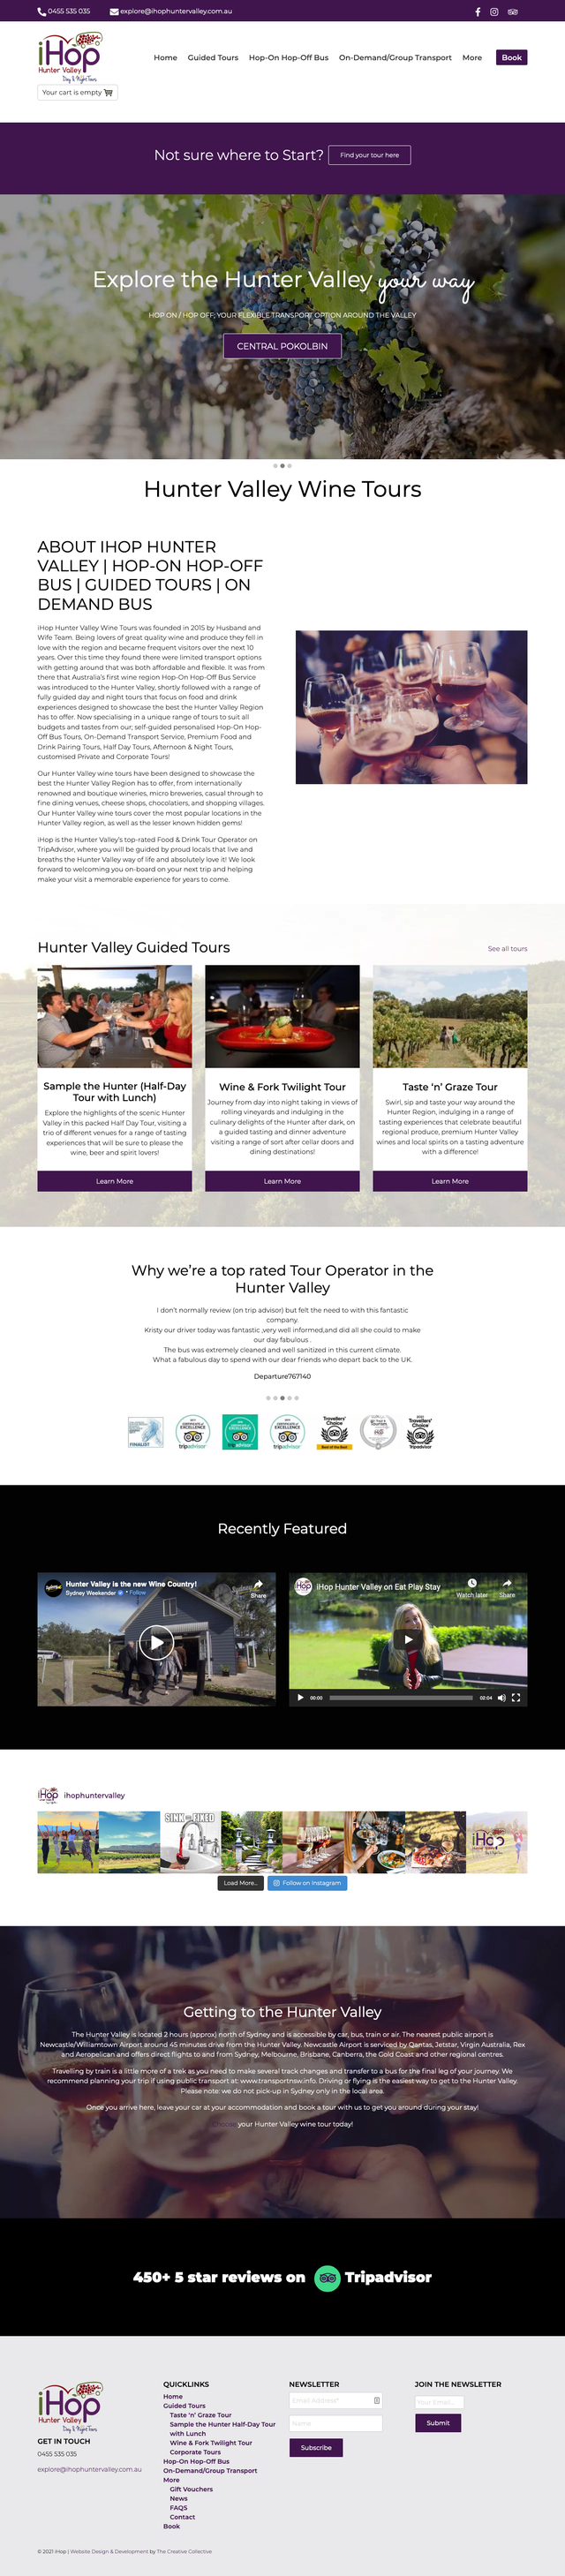 0455 535 035
explore@ihophuntervalley.com.au
iHop
Hunter Valley
Day & Night Tours
Home
Guided Tours
Hop-On Hop-Off Bus
On-Demand/Group Transport
More
Book
Your cart is empty
Not sure where to Start?
Find your tour here
Explore the Hunter Valley your way
HOP ON / HOP OFF; YOUR FLEXIBLE TRANSPORT OPTION AROUND THE VALLEY
CENTRAL POKOLBIN
Hunter Valley Wine Tours
ABOUT IHOP HUNTER
VALLEY | HOP-ON HOP-OFF
BUS | GUIDED TOURS | ON
DEMAND BUS
iHop Hunter Valley Wine Tours was founded in 2015 by Husband and
Wife Team. Being lovers of great quality wine and produce they fell in
love with the region and became frequent visitors over the next 10
years. Over this time they found there were limited transport options
with getting around that was both affordable and flexible. It was from
there that Australia's first wine region Hop-On Hop-Off Bus Service
was introduced to the Hunter Valley, shortly followed with a range of
fully guided day and night tours that focus on food and drink
experiences designed to showcase the best the Hunter Valley Region
has to offer. Now specialising in a unique range of tours to suit all
budgets and tastes from our, self-guided personalised Hop-On Hop-
Off Bus Tours, On-Demand Transport Service, Premium Food and
Drink Pairing Tours, Half Day Tours, Afternoon & Night Tours,
customised Private and Corporate Tours!
Our Hunter Valley wine tours have been designed to showcase the
best the Hunter Valley Region has to offer, from internationally
renowned and boutique wineries, micro breweries, casual through to
fine dining venues, cheese shops, chocolatiers, and shopping villages.
Our Hunter Valley wine tours cover the most popular locations in the
Hunter Valley region, as well as the lesser known hidden gems!
iHop is the Hunter Valley's top-rated Food & Drink Tour Operator on
TripAdvisor, where you will be guided by proud locals that live and
breaths the Hunter Valley way of life and absolutely love it! We look
forward to welcoming you on-board on your next trip and helping
make your visit a memorable experience for years to come.
Hunter Valley Guided Tours
See all tours
Sample the Hunter (Half-Day
Tour with Lunch)
Explore the highlights of the scenic Hunter
Valley in this packed Half Day Tour, visiting a
trio of different venues for a range of tasting
experiences that will be sure to please the
wine, beer and spirit lovers!
Learn More
Wine & Fork Twilight Tour
Journey from day into night taking in views of
rolling vineyards and indulging in the
culinary delights of the Hunter after dark, on
a guided tasting and dinner adventure
visiting a range of sort after cellar doors and
dining destinations!
Learn More
Taste 'n' Graze Tour
Swirl, sip and taste your way around the
Hunter Region, indulging in a range of
tasting experiences that celebrate beautiful
regional produce, premium Hunter Valley
wines and local spirits on a tasting adventure
with a difference!
Learn More
Why we're a top rated Tour Operator in the
Hunter Valley
I don't normally review (on trip advisor) but felt the need to with this fantastic
company.
Kristy our driver today was fantastic ,very well informed,and did all she could to make
our day fabulous .
The bus was extremely cleaned and well sanitized in this current climate.
What a fabulous day to spend with our dear friends who depart back to the UK.
Departure767140
FINALIST
tripadvisor
tripadvisor
tripadvisor
Travellers' Choice
Best of the Best
Travellers' Choice
Tripadvisor
Recently Featured
Hunter Valley is the new Wine Country!
Sydney Weekender • Follow
Share
iHop Hunter Valley on Eat Play Stay
Watch later
Share
00:00
02:04
iHop
ihophuntervalley
SINK FIXED
iHop
Load More...
Follow on Instagram
Getting to the Hunter Valley
The Hunter Valley is located 2 hours (approx) north of Sydney and is accessible by car, bus, train or air. The nearest public airport is
Newcastle/Williamtown Airport around 45 minutes drive from the Hunter Valley. Newcastle Airport is serviced by Qantas, Jetstar, Virgin Australia, Rex
and Aeropelican and offers direct flights to and from Sydney, Melbourne, Brisbane, Canberra, the Gold Coast and other regional centres.
Travelling by train is a little more of a trek as you need to make several track changes and transfer to a bus for the final leg of your journey. We
recommend planning your trip if using public transport at: www.transportnsw.info. Driving or flying is the easiest way to get to the Hunter Valley.
Please note: we do not pick-up in Sydney only in the local area.
Once you arrive here, leave your car at your accommodation and book a tour with us to get you around during your stay!
your Hunter Valley wine tour today!
450+ 5 star reviews on Tripadvisor
iHop
Hunter Valley
Day & Night Tours
GET IN TOUCH
0455 535 035
explore@ihophuntervalley.com.au
QUICKLINKS
Home
Guided Tours
Taste 'n' Graze Tour
Sample the Hunter Half-Day Tour
with Lunch
Wine & Fork Twilight Tour
Corporate Tours
Hop-On Hop-Off Bus
On-Demand/Group Transport
More
Gift Vouchers
News
FAQS
Contact
Book
NEWSLETTER
Email Address*
Name
Subscribe
JOIN THE NEWSLETTER
Your Email...
Submit
© 2021 iHop | Website Design & Development by The Creative Collective